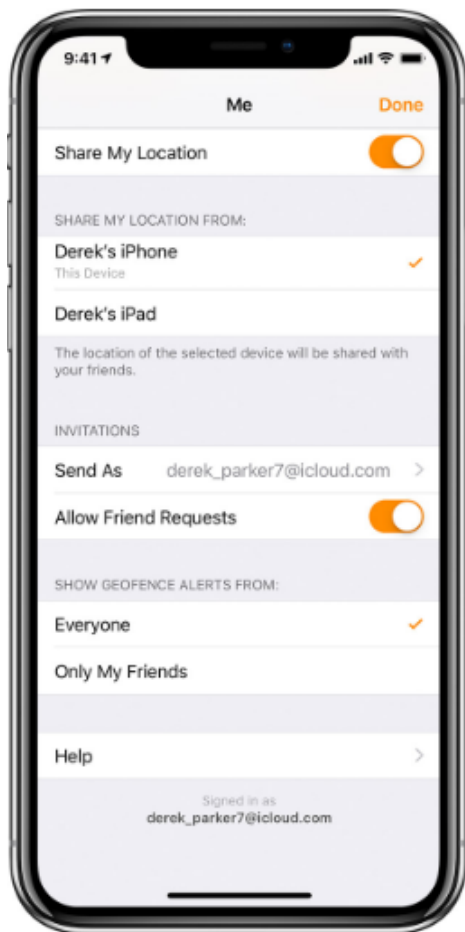 9:41
Me
Done
Share My Location
SHARE MY LOCATION FROM:
Derek's iPhone
This Device
Derek's iPad
The location of the selected device will be shared with
your friends.
INVITATIONS
Send As derek_parker7@icloud.com
Allow Friend Requests
SHOW GEOFENCE ALERTS FROM:
Everyone
Only My Friends
Help
Signed in as
derek_parker7@icloud.com